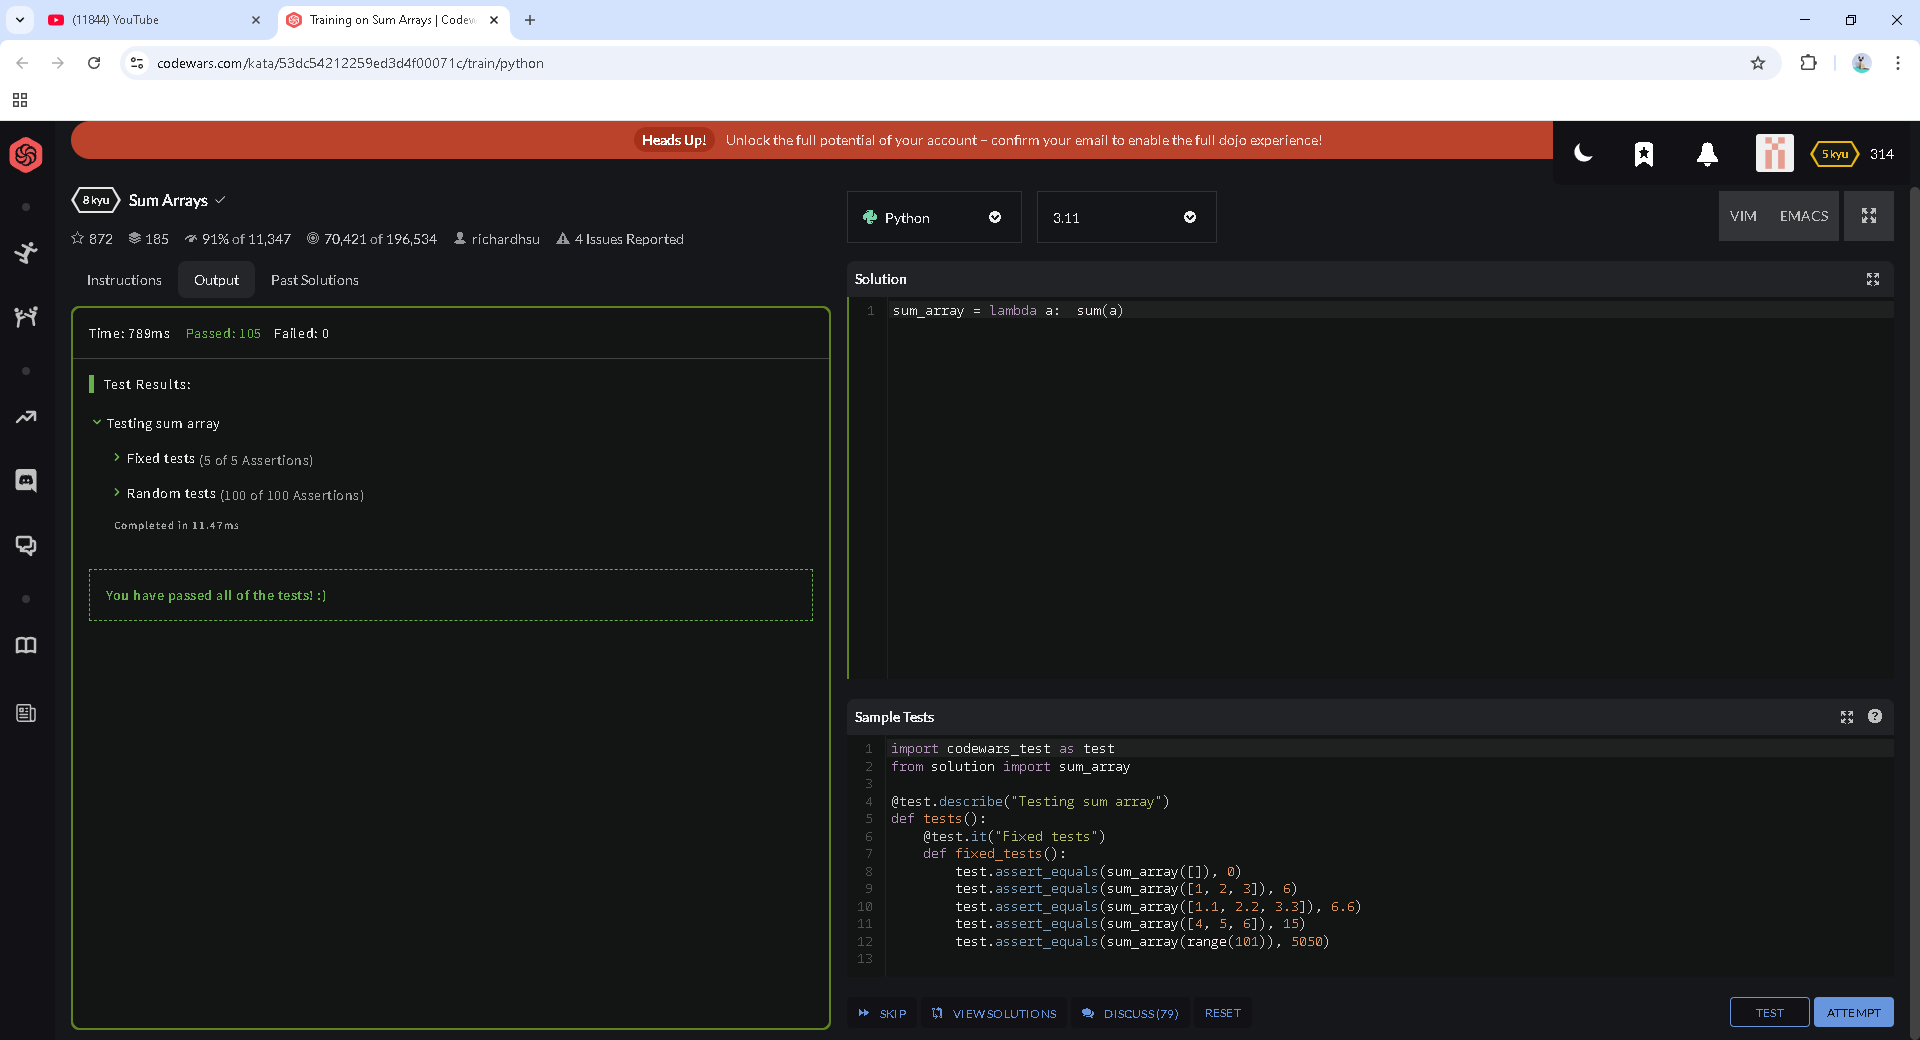 (11844) YouTube
Training on Sum Arrays | Codew
codewars.com/kata/53dc54212259ed3d4f00071c/train/python
Heads Up! Unlock the full potential of your account – confirm your email to enable the full dojo experience!
5 kyu 314
8 kyu Sum Arrays
872 185 91% of 11,347 70,421 of 196,534 richardhsu 4 Issues Reported
Python 3.11
VIM EMACS
Instructions Output Past Solutions
Time: 789ms Passed: 105 Failed: 0
Test Results:
Testing sum array
Fixed tests (5 of 5 Assertions)
Random tests (100 of 100 Assertions)
Completed in 11.47ms
You have passed all of the tests! :)
Solution
1 sum_array = lambda a:  sum(a)
Sample Tests
1 import codewars_test as test
2 from solution import sum_array
3
4 @test.describe("Testing sum array")
5 def tests():
6     @test.it("Fixed tests")
7     def fixed_tests():
8         test.assert_equals(sum_array([]), 0)
9         test.assert_equals(sum_array([1, 2, 3]), 6)
10         test.assert_equals(sum_array([1.1, 2.2, 3.3]), 6.6)
11         test.assert_equals(sum_array([4, 5, 6]), 15)
12         test.assert_equals(sum_array(range(101)), 5050)
13
SKIP VIEW SOLUTIONS DISCUSS (79) RESET
TEST ATTEMPT